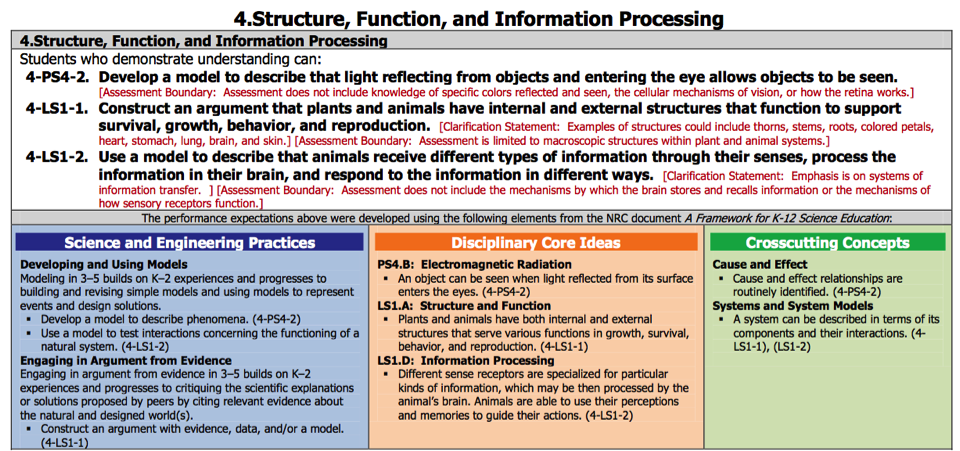 4.Structure, Function, and Information Processing
4.Structure, Function, and Information Processing
Students who demonstrate understanding can:
4-PS4-2. Develop a model to describe that light reflecting from objects and entering the eye allows objects to be seen.
[Assessment Boundary: Assessment does not include knowledge of specific colors reflected and seen, the cellular mechanisms of vision, or how the retina works.]
4-LS1-1. Construct an argument that plants and animals have internal and external structures that function to support
survival, growth, behavior, and reproduction. [Clarification Statement: Examples of structures could include thorns, stems, roots, colored petals,
heart, stomach, lung, brain, and skin.] [Assessment Boundary: Assessment is limited to macroscopic structures within plant and animal systems.]
4-LS1-2. Use a model to describe that animals receive different types of information through their senses, process the
information in their brain, and respond to the information in different ways. [Clarification Statement: Emphasis is on systems of
information transfer. ] [Assessment Boundary: Assessment does not include the mechanisms by which the brain stores and recalls information or the mechanisms of
how sensory receptors function.]
The performance expectations above were developed using the following elements from the NRC document A Framework for K-12 Science Education:
Science and Engineering Practices
Developing and Using Models
Modeling in 3–5 builds on K–2 experiences and progresses to
building and revising simple models and using models to represent
events and design solutions.
▪ Develop a model to describe phenomena. (4-PS4-2)
▪ Use a model to test interactions concerning the functioning of a
natural system. (4-LS1-2)
Engaging in Argument from Evidence
Engaging in argument from evidence in 3–5 builds on K–2
experiences and progresses to critiquing the scientific explanations
or solutions proposed by peers by citing relevant evidence about
the natural and designed world(s).
▪ Construct an argument with evidence, data, and/or a model.
(4-LS1-1)
Disciplinary Core Ideas
PS4.B: Electromagnetic Radiation
▪ An object can be seen when light reflected from its surface
enters the eyes. (4-PS4-2)
LS1.A: Structure and Function
▪ Plants and animals have both internal and external
structures that serve various functions in growth, survival,
behavior, and reproduction. (4-LS1-1)
LS1.D: Information Processing
▪ Different sense receptors are specialized for particular
kinds of information, which may be then processed by the
animal's brain. Animals are able to use their perceptions
and memories to guide their actions. (4-LS1-2)
Crosscutting Concepts
Cause and Effect
▪ Cause and effect relationships are
routinely identified. (4-PS4-2)
Systems and System Models
▪ A system can be described in terms of its
components and their interactions. (4-
LS1-1), (LS1-2)